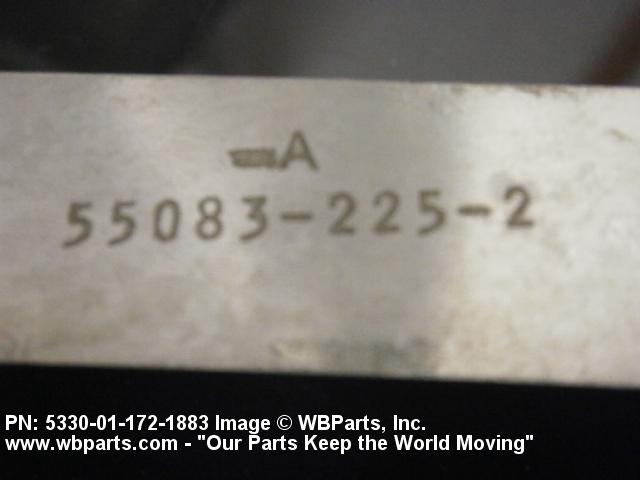 A
55083-225-2
PN: 5330-01-172-1883 Image © WBParts, Inc.
www.wbparts.com - "Our Parts Keep the World Moving"